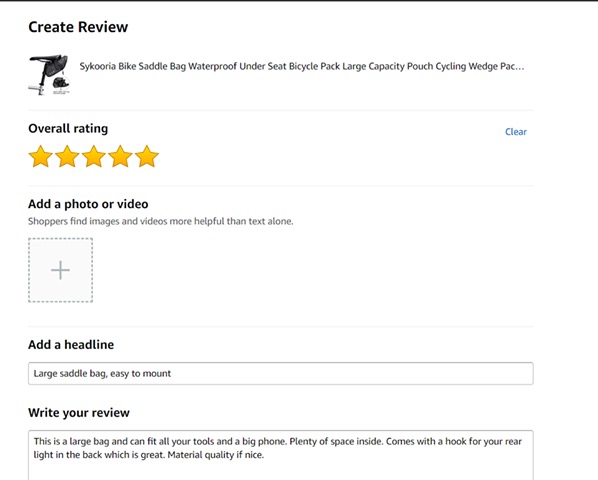 Create Review
Sykooria Bike Saddle Bag Waterproof Under Seat Bicycle Pack Large Capacity Pouch Cycling Wedge Pac...
Overall rating
Clear
Add a photo or video
Shoppers find images and videos more helpful than text alone.
Add a headline
Large saddle bag, easy to mount
Write your review
This is a large bag and can fit all your tools and a big phone. Plenty of space inside. Comes with a hook for your rear
light in the back which is great. Material quality if nice.